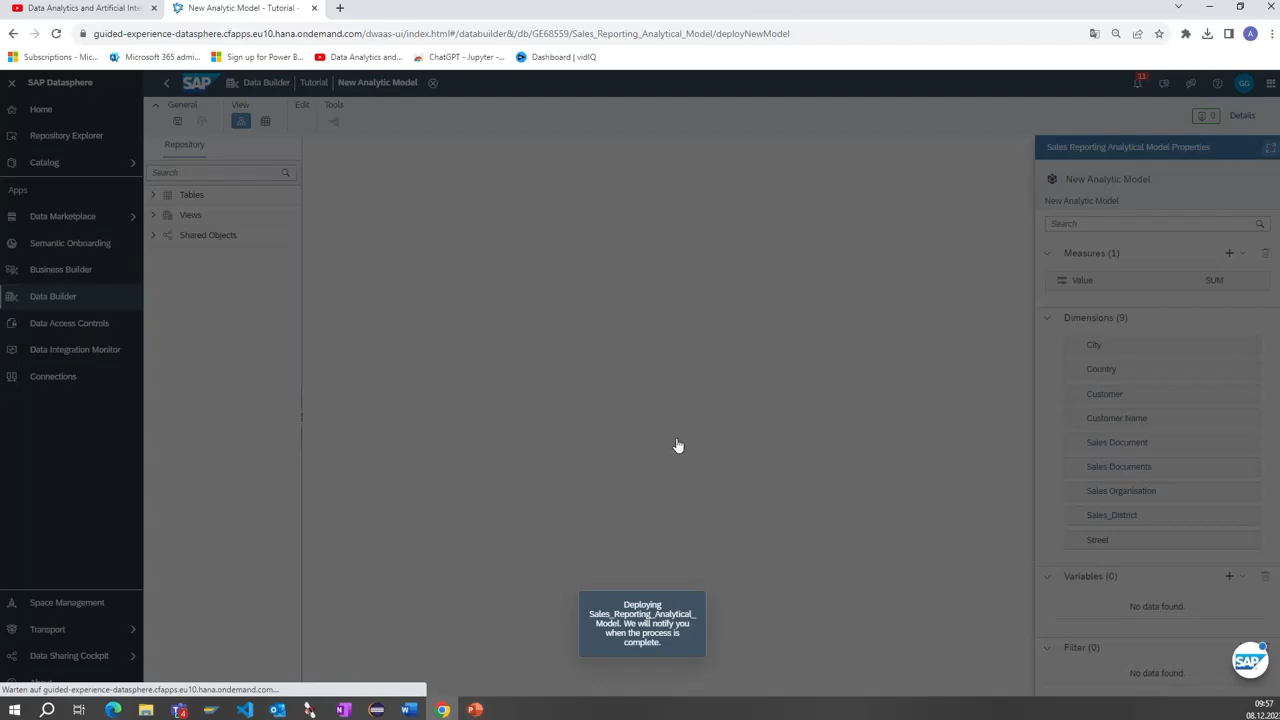 Data Analytics and Artificial Inte
New Analytic Model - Tutorial -
guided-experience-datasphere.cfapps.eu10.hana.ondemand.com/dwaas-ui/index.html#/databuilder&/db/GE68559/Sales_Reporting_Analytical_Model/deployNewModel
Subscriptions - Mic...
Microsoft 365 admi...
Sign up for Power B...
Data Analytics and...
ChatGPT - Jupyter -...
Dashboard | vidIQ
SAP Datasphere
SAP
Data Builder
Tutorial
New Analytic Model
11
GG
Home
Repository Explorer
Catalog
Apps
Data Marketplace
Semantic Onboarding
Business Builder
Data Builder
Data Access Controls
Data Integration Monitor
Connections
Space Management
Transport
Data Sharing Cockpit
General
View
Edit
Tools
0
Details
Repository
Search
Tables
Views
Shared Objects
Sales Reporting Analytical Model Properties
New Analytic Model
New Analytic Model
Search
Measures (1)
Value
SUM
Dimensions (9)
City
Country
Customer
Customer Name
Sales Document
Sales Documents
Sales Organisation
Sales_District
Street
Variables (0)
No data found.
Filter (0)
No data found.
SAP
Deploying
Sales_Reporting_Analytical_
Model. We will notify you
when the process is
complete.
Warten auf guided-experience-datasphere.cfapps.eu10.hana.ondemand.com...
09:57